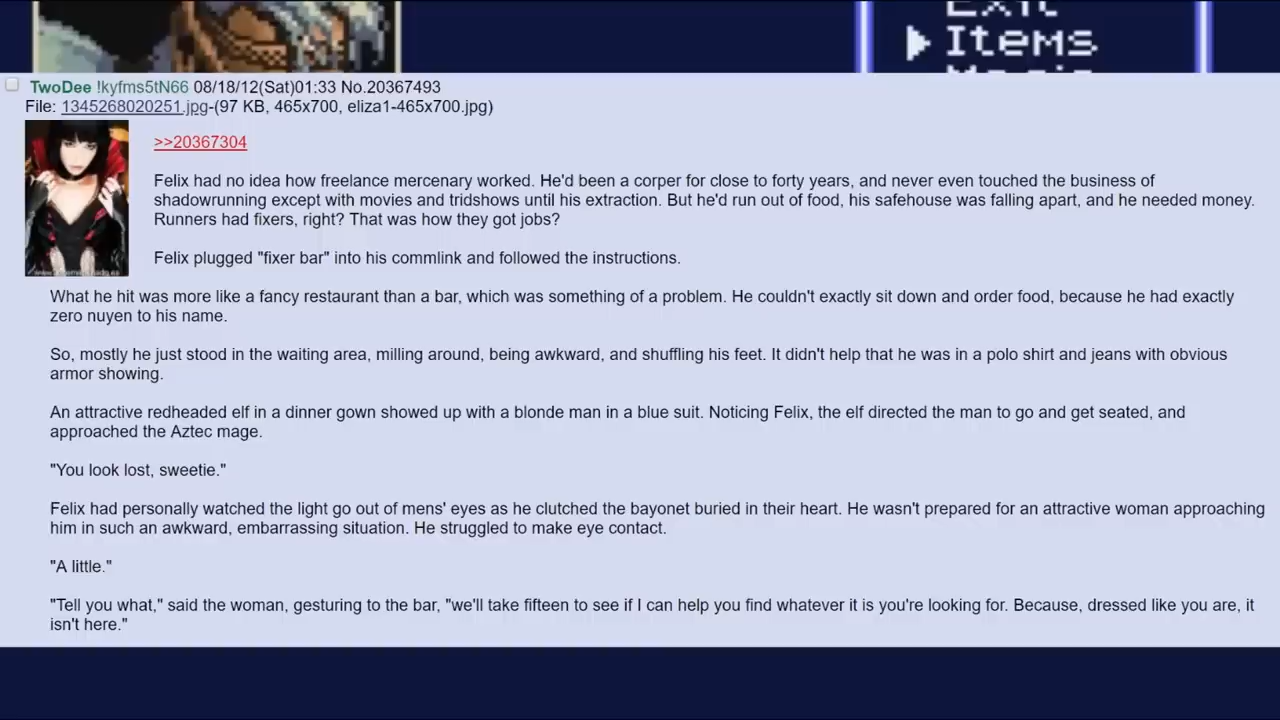 Exit
Items
Magic
TwoDee !kyfms5tN66 08/18/12(Sat)01:33 No.20367493
File: 1345268020251.jpg-(97 KB, 465x700, eliza1-465x700.jpg)
>>20367304
Felix had no idea how freelance mercenary worked. He'd been a corper for close to forty years, and never even touched the business of
shadowrunning except with movies and tridshows until his extraction. But he'd run out of food, his safehouse was falling apart, and he needed money.
Runners had fixers, right? That was how they got jobs?
Felix plugged "fixer bar" into his commlink and followed the instructions.
What he hit was more like a fancy restaurant than a bar, which was something of a problem. He couldn't exactly sit down and order food, because he had exactly
zero nuyen to his name.
So, mostly he just stood in the waiting area, milling around, being awkward, and shuffling his feet. It didn't help that he was in a polo shirt and jeans with obvious
armor showing.
An attractive redheaded elf in a dinner gown showed up with a blonde man in a blue suit. Noticing Felix, the elf directed the man to go and get seated, and
approached the Aztec mage.
"You look lost, sweetie."
Felix had personally watched the light go out of mens' eyes as he clutched the bayonet buried in their heart. He wasn't prepared for an attractive woman approaching
him in such an awkward, embarrassing situation. He struggled to make eye contact.
"A little."
"Tell you what," said the woman, gesturing to the bar, "we'll take fifteen to see if I can help you find whatever it is you're looking for. Because, dressed like you are, it
isn't here."